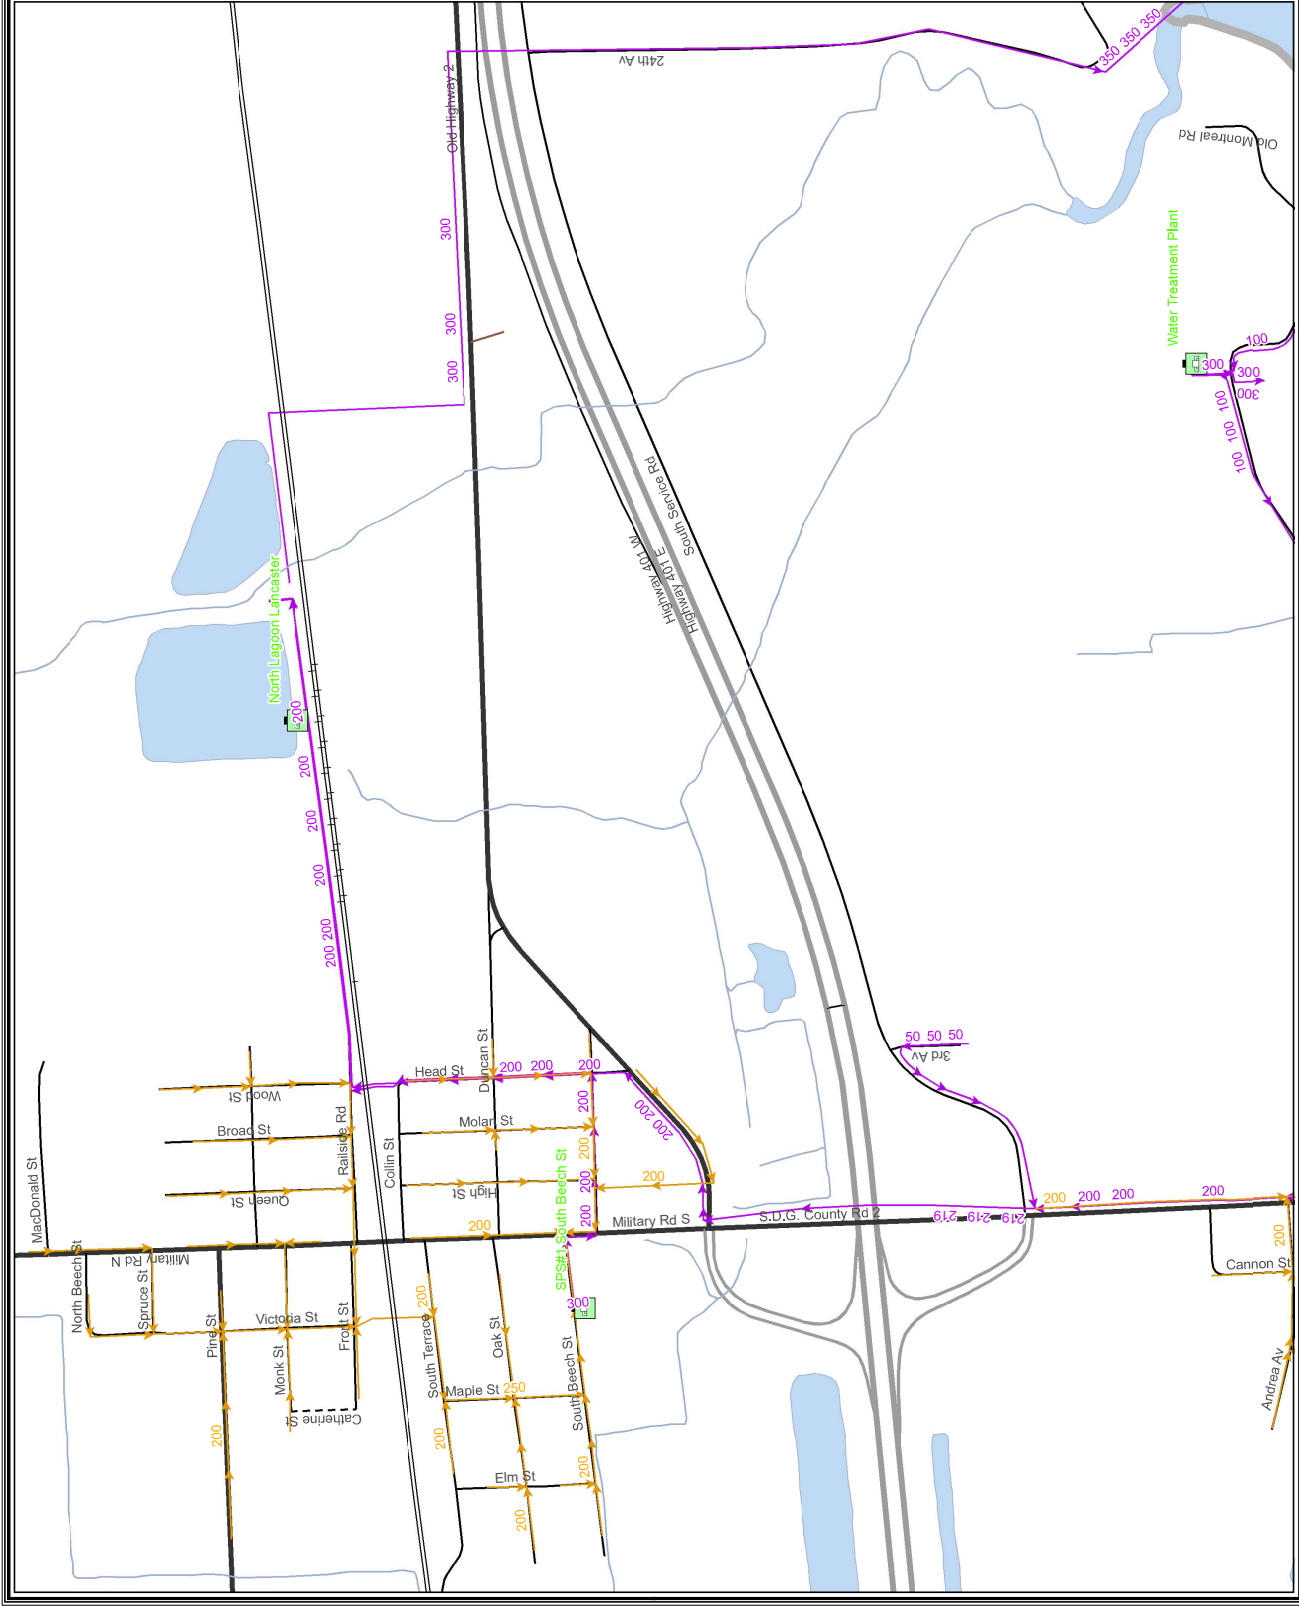 350 350 350
24th Av
Old Highway 2
Old Montreal Rd
300
Water Treatment Plant
300
300
100
300
300
300
100
100
100
South Service Rd
Highway 401 W
Highway 401 E
North Lagoon Lancaster
200
200
200
200
200 200
50 50 50
3rd Av
Duncan St
Head St
200 200 200
Wood St
200
200 200
Broad St
Railside Rd
Molan St
200
Collin St
MacDonald St
Queen St
High St
200
200
SPS#1 South Beech St
200
Military Rd S
S.D.G. County Rd 2
219 219 219
200 200 200 200
200
200
Military Rd N
North Beech St
Spruce St
Pine St
Victoria St
Front St
Monk St
Catherine St
200
South Terrace
Oak St
300
South Beech St
Maple St 250
200
200
200
Elm St
200
Cannon St
Andrea Av